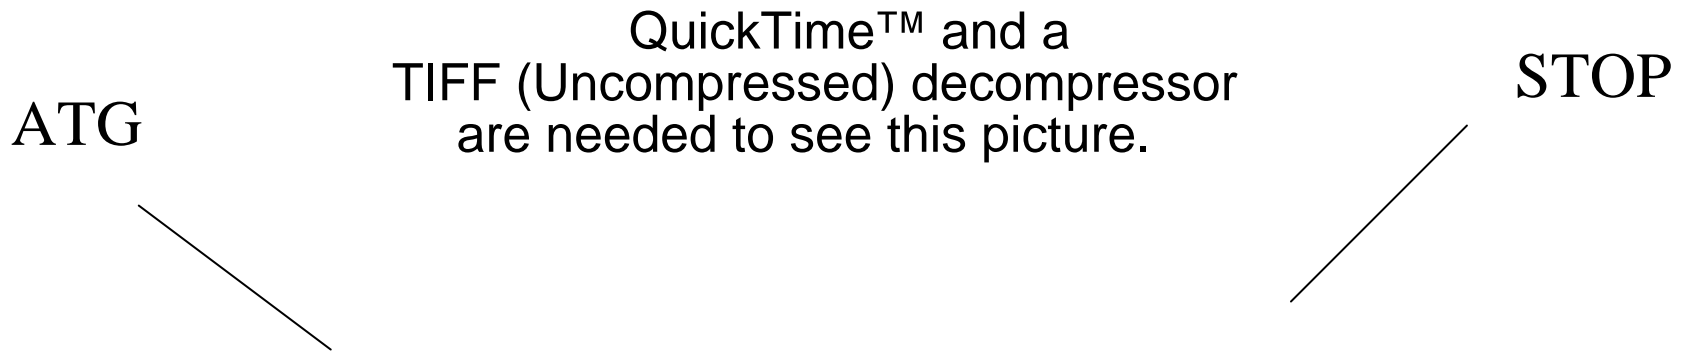 QuickTime™ and a
TIFF (Uncompressed) decompressor
are needed to see this picture.
ATG
STOP